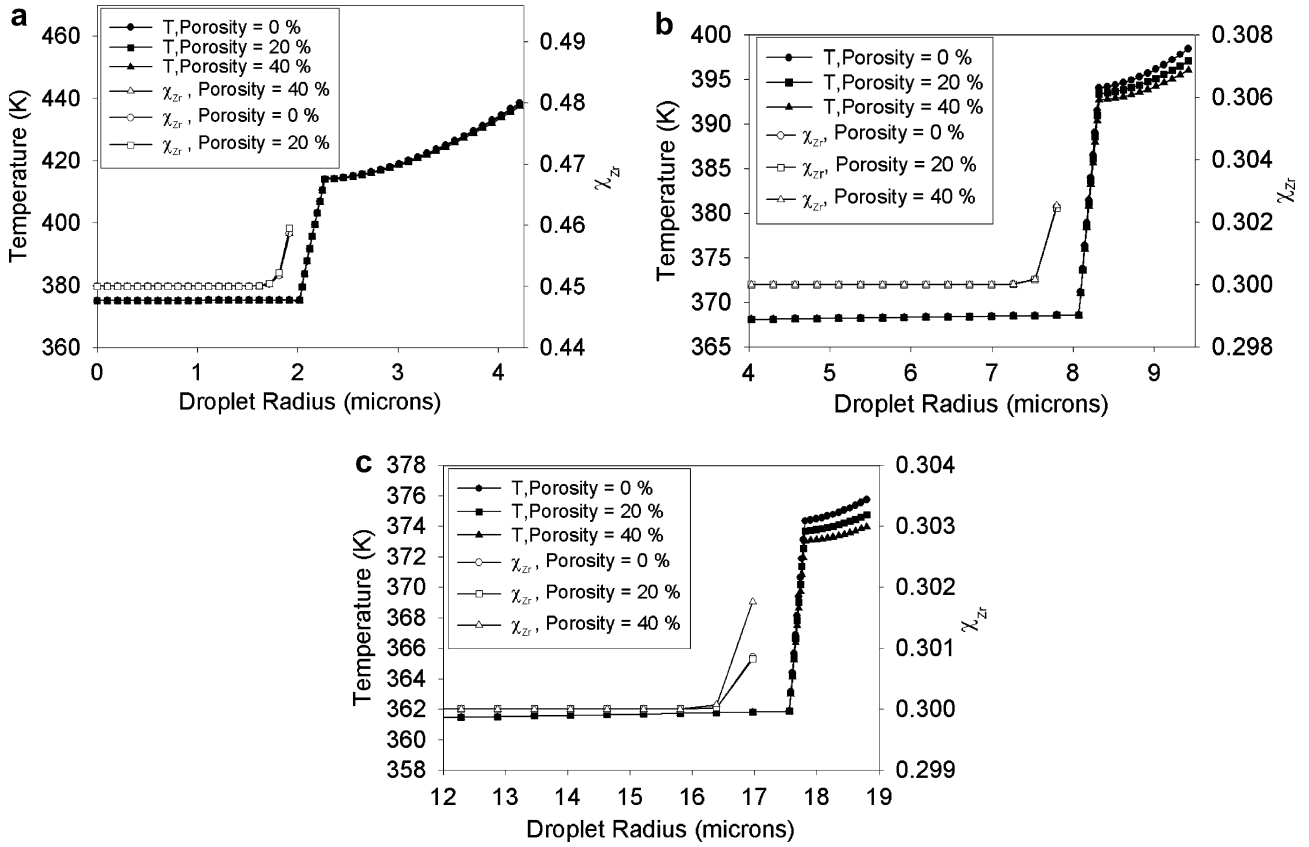 a
460
440
420
400
380
360
Temperature (K)
T,Porosity = 0 %
T,Porosity = 20 %
T,Porosity = 40 %
χZr , Porosity = 40 %
χZr , Porosity = 0 %
χZr , Porosity = 20 %
0.49
0.48
0.47
0.46
0.45
0.44
χZr
0 1 2 3 4
Droplet Radius (microns)
b
400
395
390
385
380
375
370
365
Temperature (K)
T,Porosity = 0 %
T,Porosity = 20 %
T,Porosity = 40 %
χZr, Porosity = 0 %
χZr, Porosity = 20 %
χZr, Porosity = 40 %
0.308
0.306
0.304
0.302
0.300
0.298
χZr
4 5 6 7 8 9
Droplet Radius (microns)
c
378
376
374
372
370
368
366
364
362
360
358
Temperature (K)
T,Porosity = 0 %
T,Porosity = 20 %
T,Porosity = 40 %
χZr , Porosity = 0 %
χZr , Porosity = 20 %
χZr , Porosity = 40 %
0.304
0.303
0.302
0.301
0.300
0.299
χZr
12 13 14 15 16 17 18 19
Droplet Radius (microns)